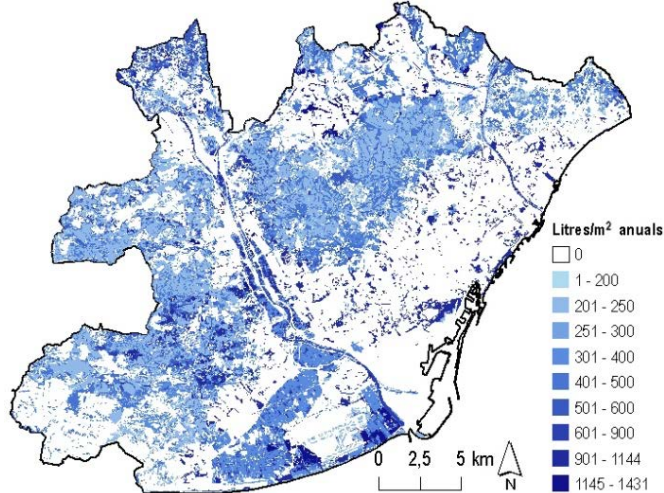 Litres/m² anuals
0
1 - 200
201 - 250
251 - 300
301 - 400
401 - 500
501 - 600
601 - 900
901 - 1144
1145 - 1431
0 2,5 5 km
N